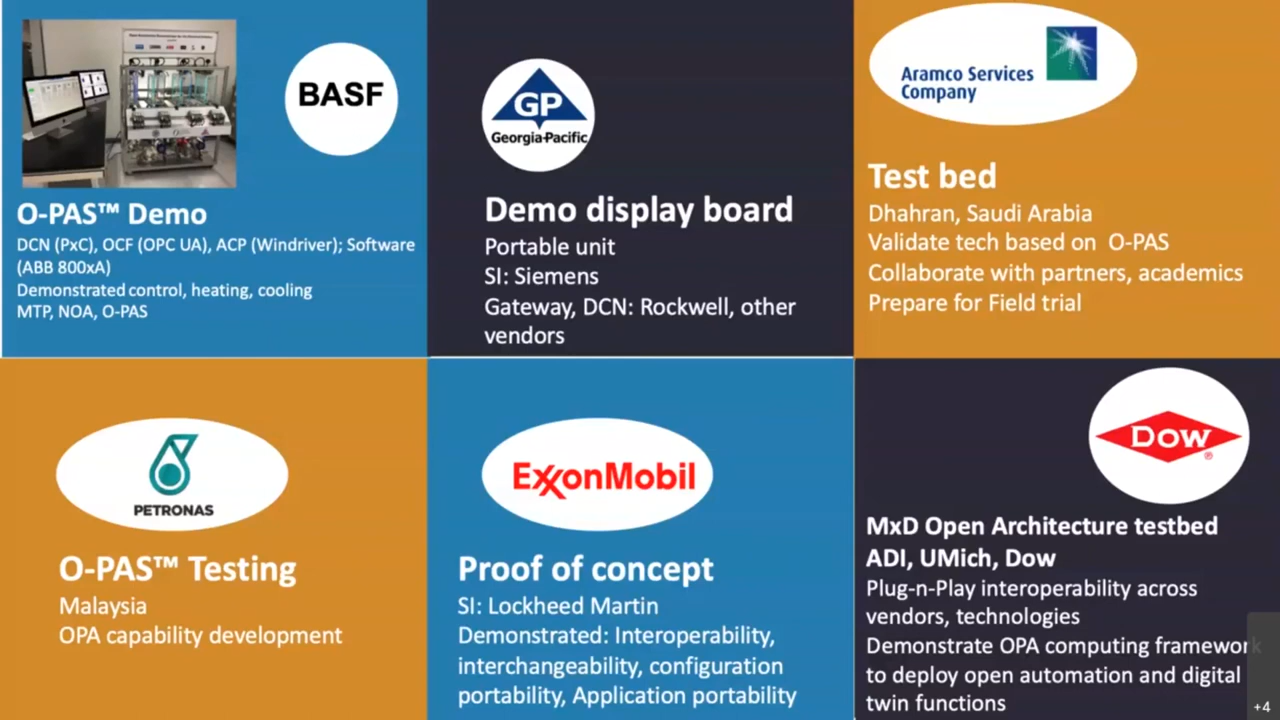 BASF
O-PAS™ Demo
DCN (PxC), OCF (OPC UA), ACP (Windriver); Software
(ABB 800xA)
Demonstrated control, heating, cooling
MTP, NOA, O-PAS
GP
Georgia-Pacific
Demo display board
Portable unit
SI: Siemens
Gateway, DCN: Rockwell, other
vendors
Aramco Services
Company
Test bed
Dhahran, Saudi Arabia
Validate tech based on O-PAS
Collaborate with partners, academics
Prepare for Field trial
PETRONAS
O-PAS™ Testing
Malaysia
OPA capability development
ExxonMobil
Proof of concept
SI: Lockheed Martin
Demonstrated: Interoperability,
interchangeability, configuration
portability, Application portability
Dow
®
MxD Open Architecture testbed
ADI, UMich, Dow
Plug-n-Play interoperability across
vendors, technologies
Demonstrate OPA computing framework
to deploy open automation and digital
twin functions
+4